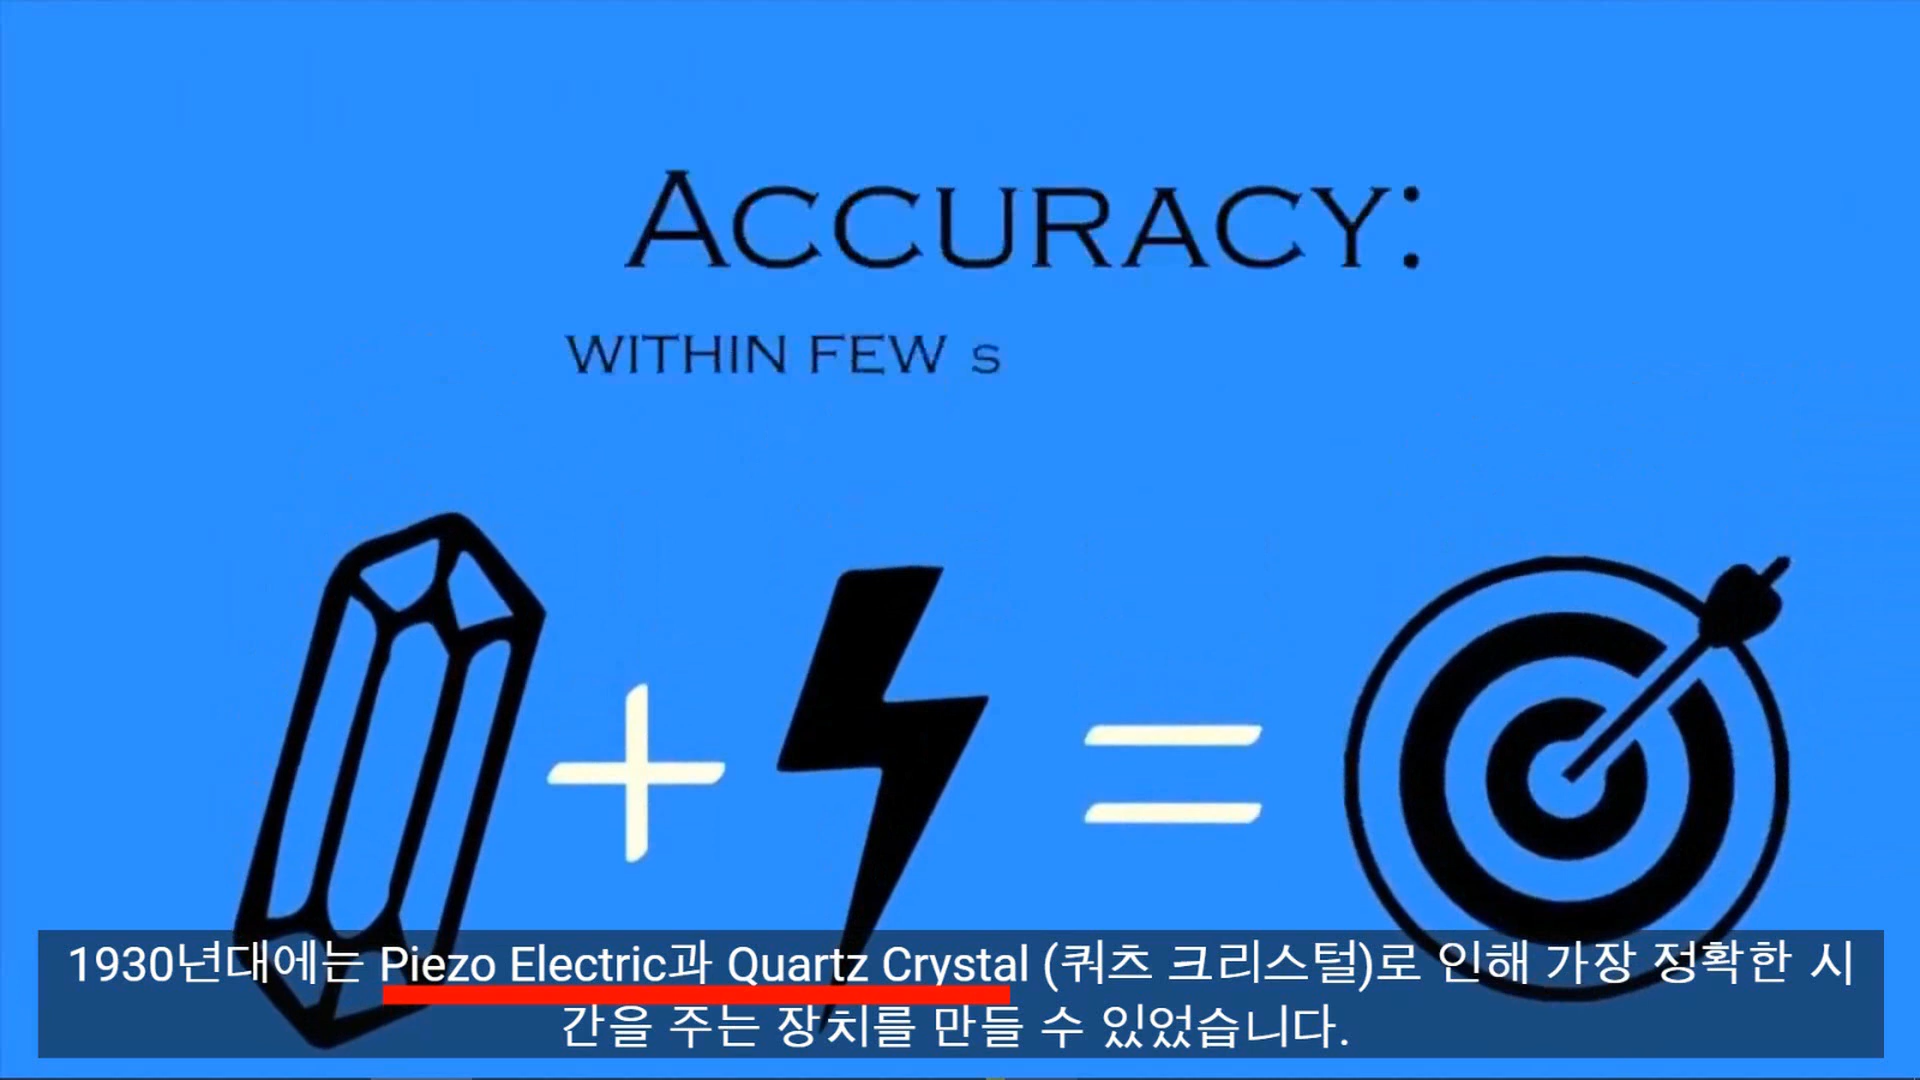 ACCURACY:
WITHIN FEW S
1930년대에는 Piezo Electric과 Quartz Crystal (쿼츠 크리스털)로 인해 가장 정확한 시
간을 주는 장치를 만들 수 있었습니다.